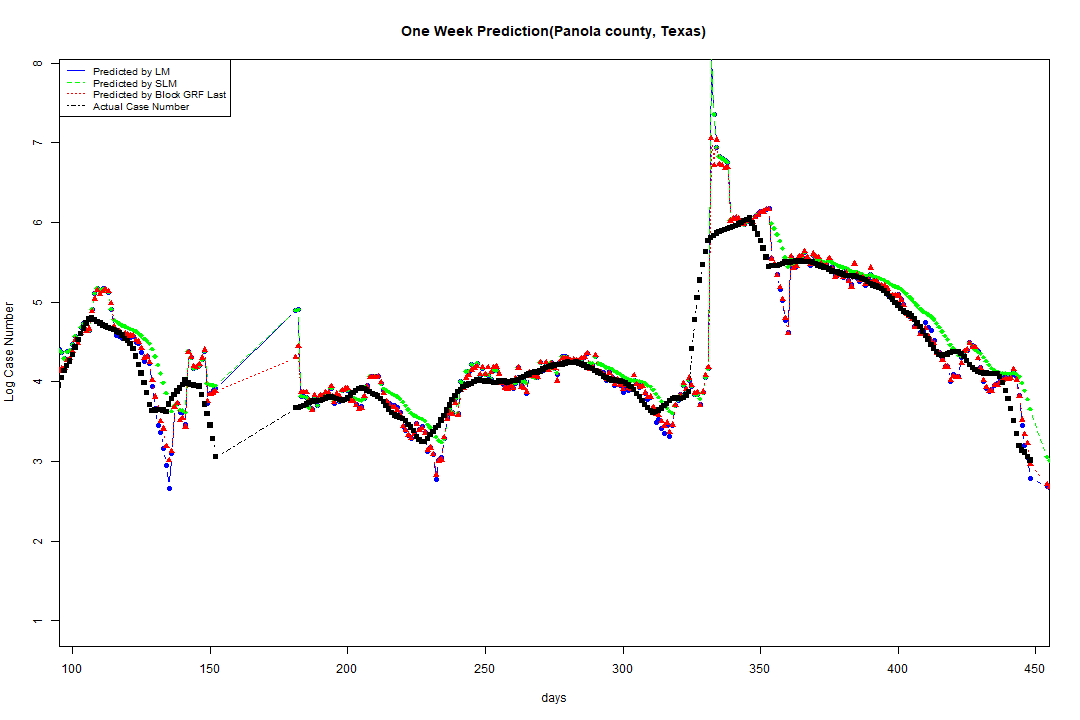 One Week Prediction(Panola county, Texas)
Predicted by LM
Predicted by SLM
Predicted by Block GRF Last
Actual Case Number
Log Case Number
8
7
6
5
4
3
2
1
100 150 200 250 300 350 400 450
days